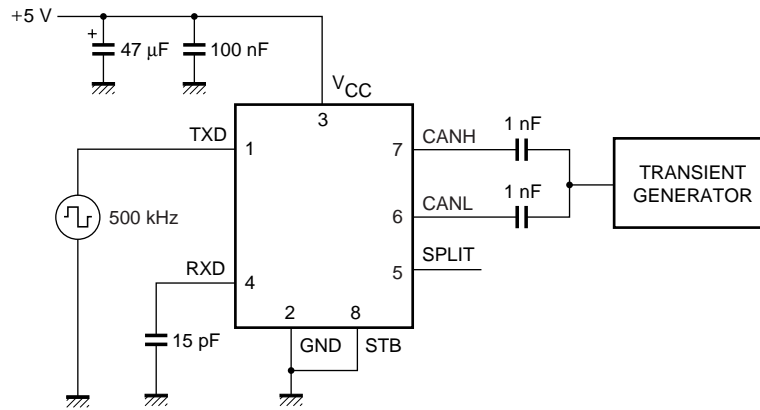 +5 V
+
47 μF
100 nF
VCC
TXD
1
3
7
CANH
1 nF
TRANSIENT
GENERATOR
500 kHz
6
CANL
1 nF
5
SPLIT
RXD
4
15 pF
2
8
GND
STB